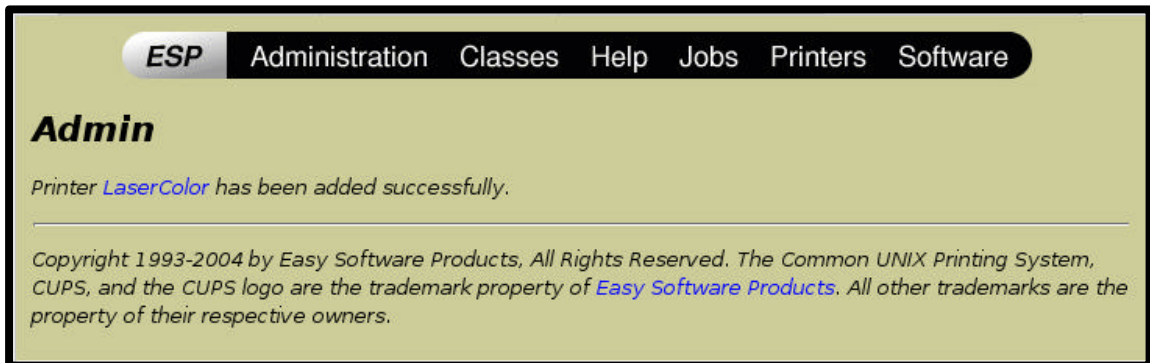 ESP Administration Classes Help Jobs Printers Software
Admin
Printer LaserColor has been added successfully.
Copyright 1993-2004 by Easy Software Products, All Rights Reserved. The Common UNIX Printing System,
CUPS, and the CUPS logo are the trademark property of Easy Software Products. All other trademarks are the
property of their respective owners.